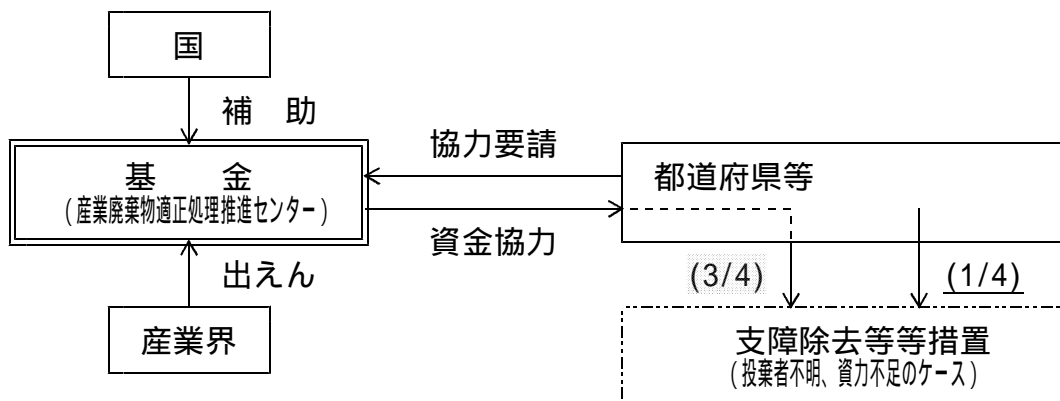 国
補　助
基　　金
(産業廃棄物適正処理推進センター)
協力要請
資金協力
都道府県等
出えん
産業界
(3/4)
(1/4)
支障除去等等措置
(投棄者不明、資力不足のケース)